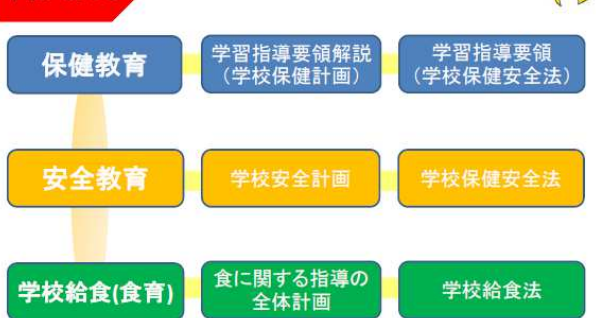 保健教育
学習指導要領解説
（学校保健計画）
学習指導要領
（学校保健安全法）
安全教育
学校安全計画
学校保健安全法
学校給食(食育)
食に関する指導の
全体計画
学校給食法